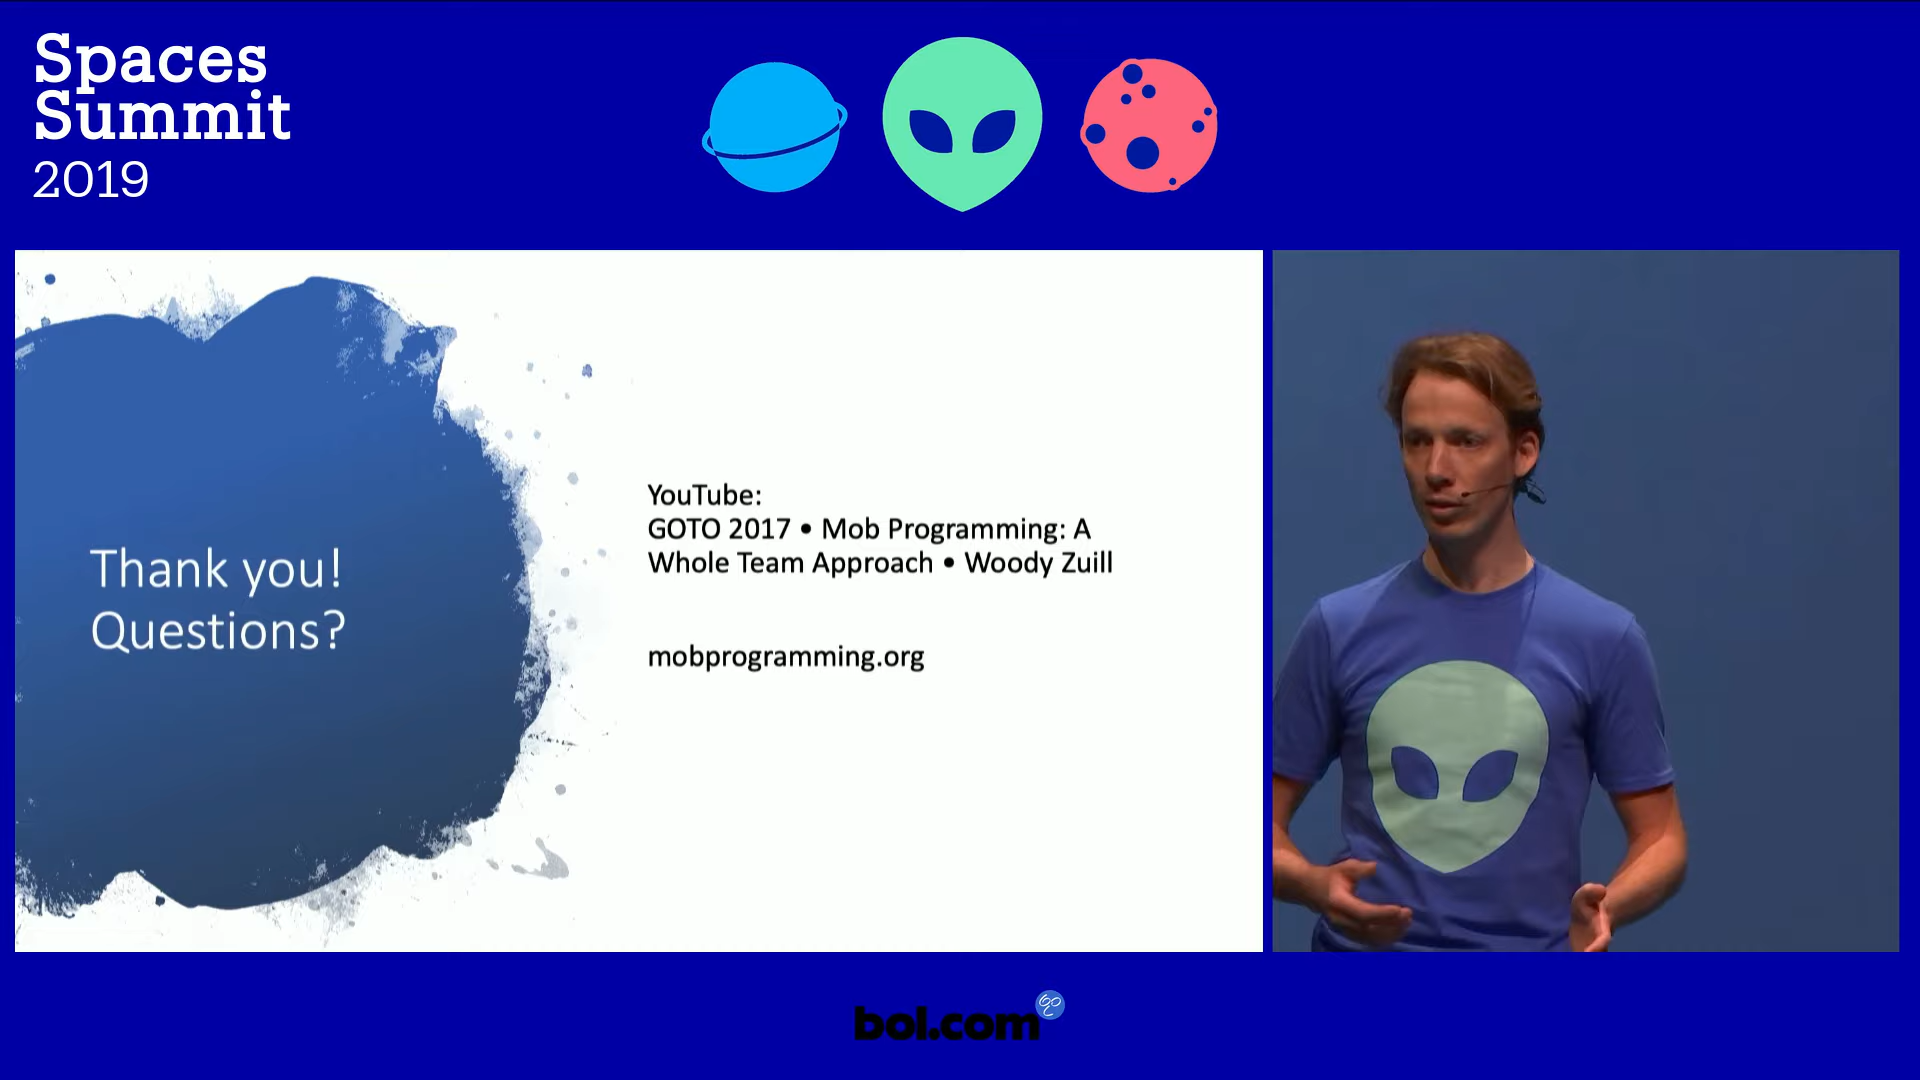 Spaces
Summit
2019
Thank you!
Questions?
YouTube:
GOTO 2017 • Mob Programming: A
Whole Team Approach • Woody Zuill
mobprogramming.org
bol.com